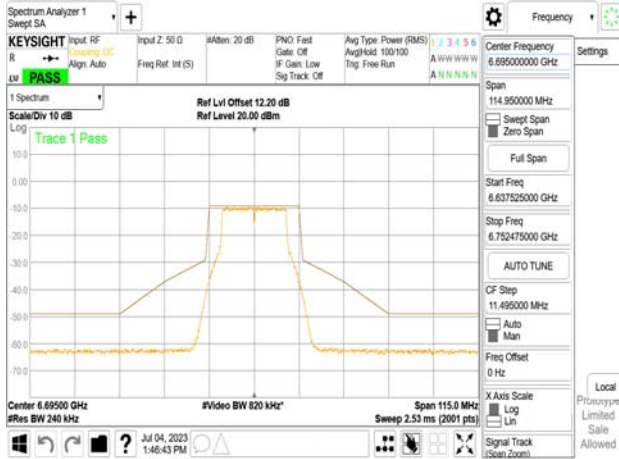 Spectrum Analyzer 1
Swept SA
+
Frequency
KEYSIGHT
R
LV PASS
Input: RF
Coupling: DC
Align: Auto
Input Z: 50 Ω
Freq Ref: Int (S)
#Atten: 20 dB
PNO: Fast
Gate: Off
IF Gain: Low
Sig Track: Off
Avg Type: Power (RMS)
Avg|Hold: 100/100
Trig: Free Run
1 2 3 4 5 6
A W W W W W
A N N N N N
1 Spectrum
Scale/Div 10 dB
Ref Lvl Offset 12.20 dB
Ref Level 20.00 dBm
Log
Trace 1 Pass
10.0
0.00
-10.0
-20.0
-30.0
-40.0
-50.0
-60.0
-70.0
Center 6.69500 GHz
#Res BW 240 kHz
#Video BW 820 kHz*
Span 115.0 MHz
Sweep 2.53 ms (2001 pts)
Jul 04, 2023
1:46:43 PM
?
Center Frequency
6.695000000 GHz
Settings
Span
114.950000 MHz
Swept Span
Zero Span
Full Span
Start Freq
6.637525000 GHz
Stop Freq
6.752475000 GHz
AUTO TUNE
CF Step
11.495000 MHz
Auto
Man
Freq Offset
0 Hz
X Axis Scale
Log
Lin
Signal Track
(Span Zoom)
Local
Prototype
Limited
Sale
Allowed